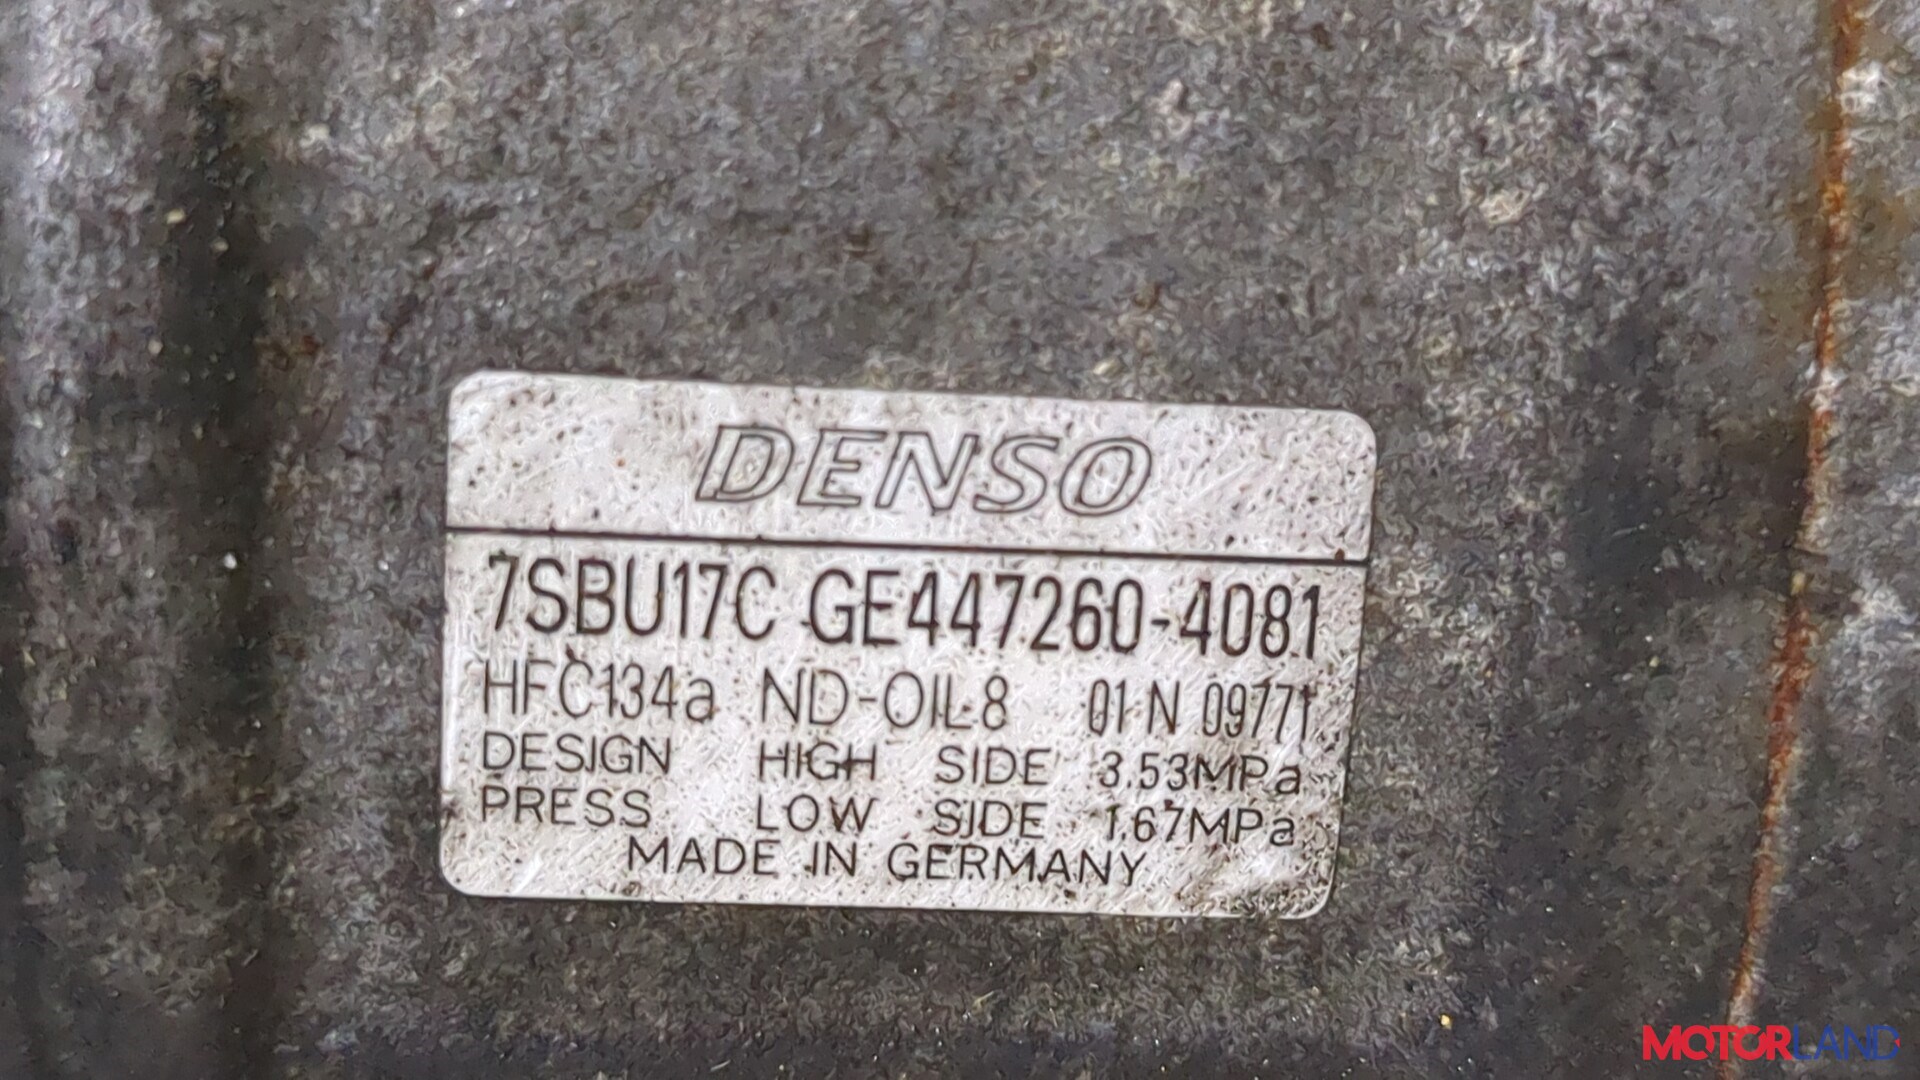 DENSO
7SBU17C GE447260-4081
HFC134a ND-OIL8 01 N 09771
DESIGN HIGH SIDE 3.53MPa
PRESS LOW SIDE 1.67MPa
MADE IN GERMANY
MOTORLAND